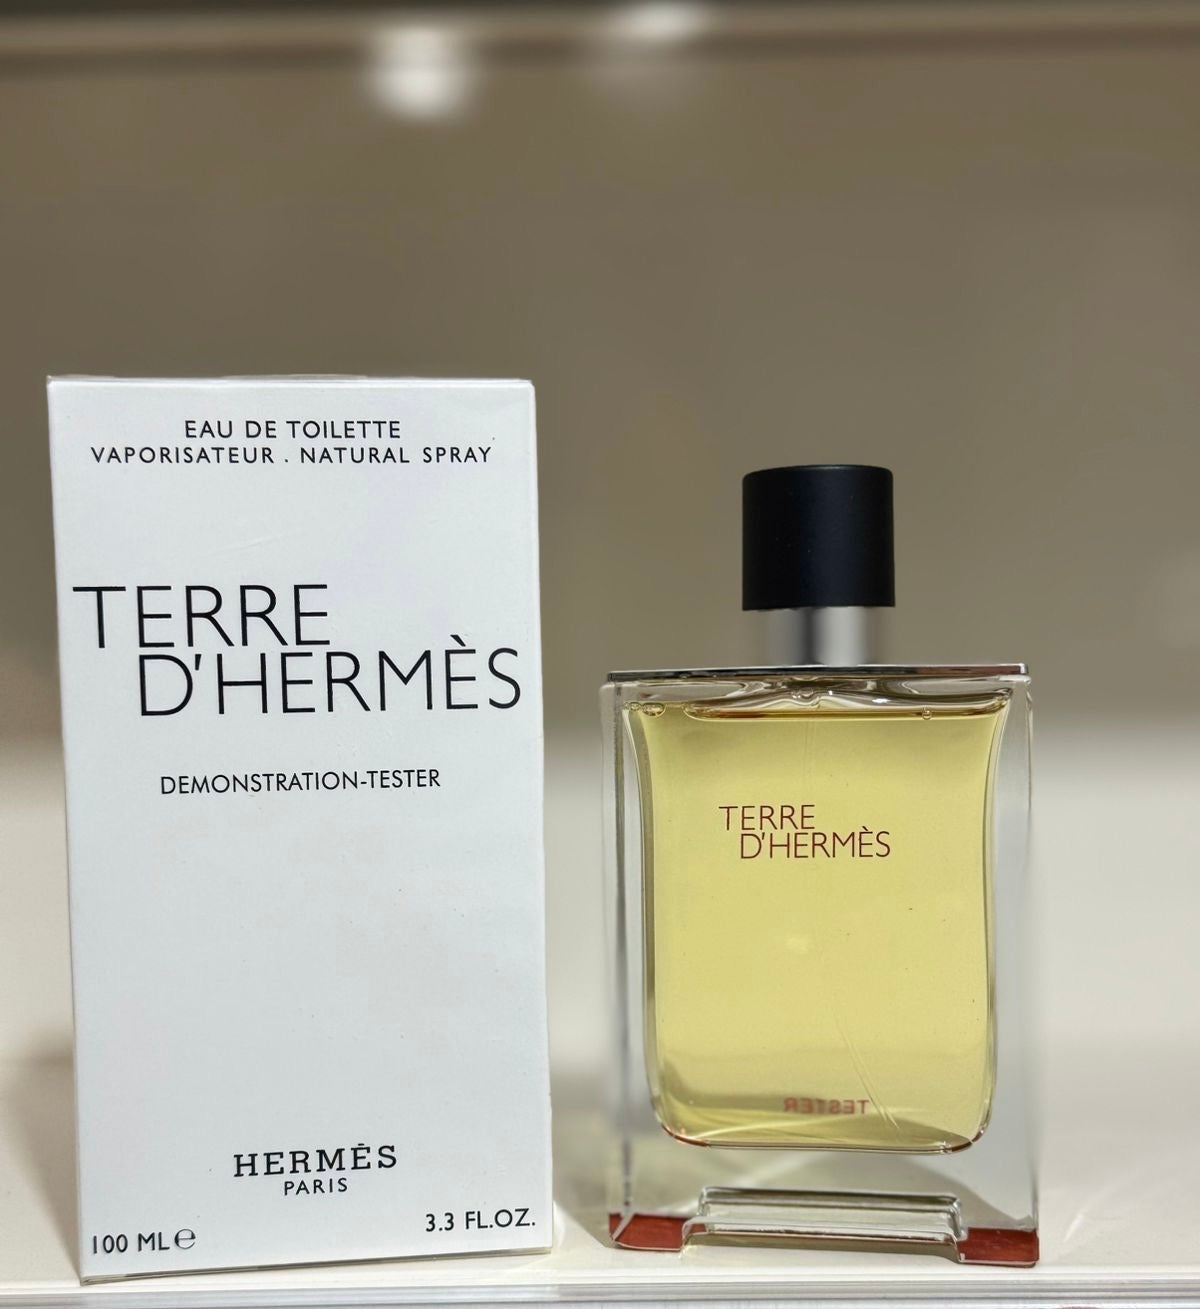 EAU DE TOILETTE
VAPORISATEUR . NATURAL SPRAY
TERRE
D'HERMÈS
DEMONSTRATION-TESTER
HERMÈS
PARIS
100 ML ℮
3.3 FL.OZ.
TERRE
D'HERMÈS
TESTER